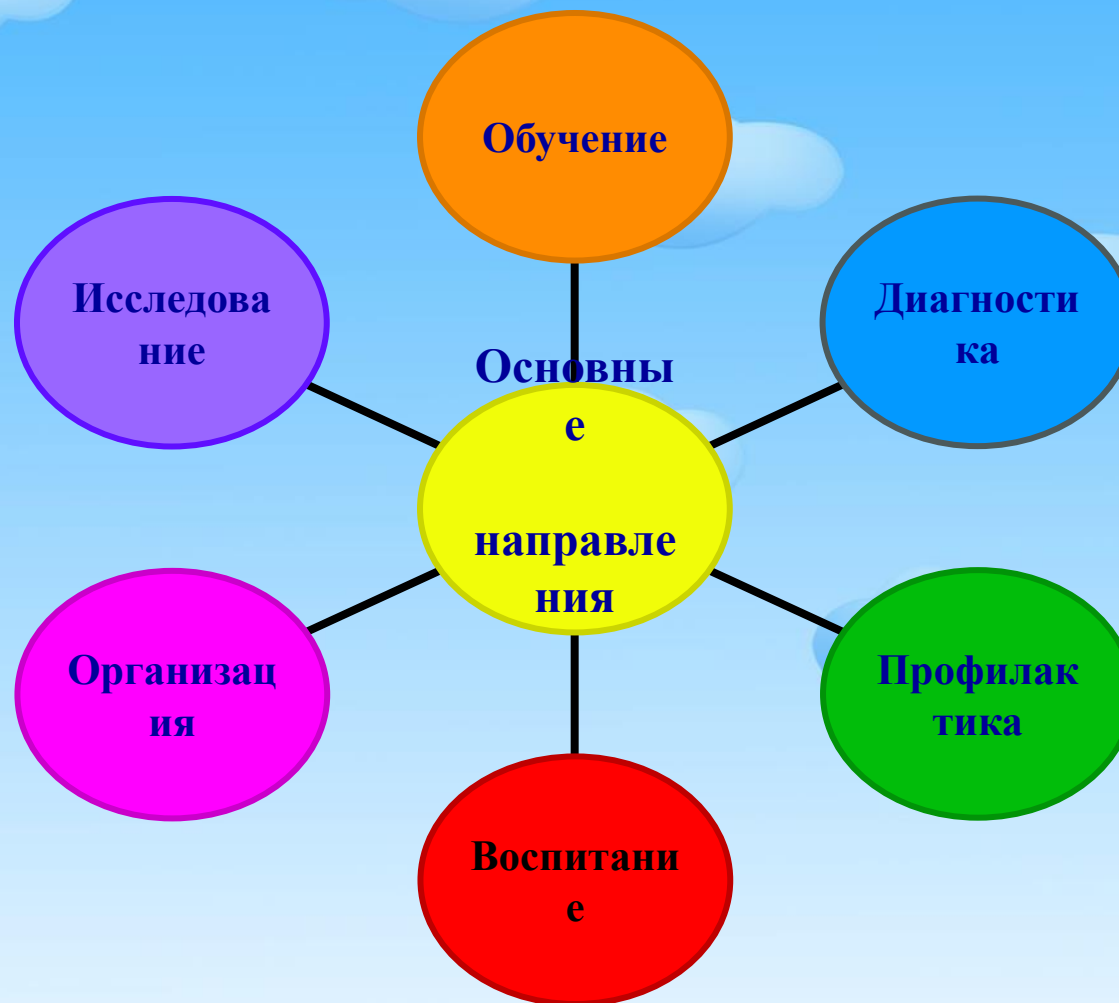 Обучение
Исследова
ние
Диагности
ка
Основны
е
направле
ния
Организац
ия
Профилак
тика
Воспитани
е